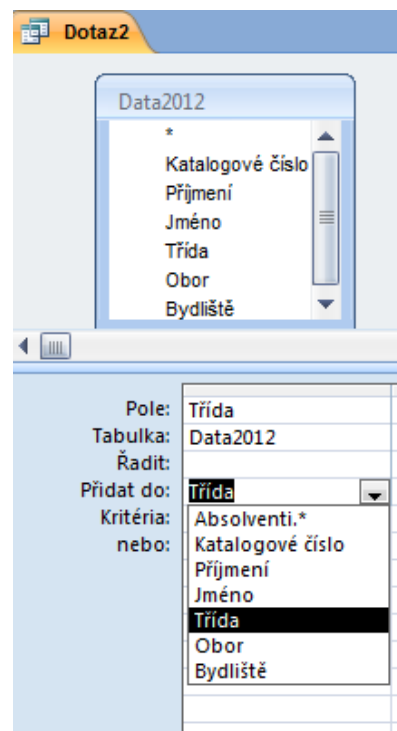 Dotaz2
Data2012
*
Katalogové číslo
Příjmení
Jméno
Třída
Obor
Bydliště
Pole: Třída
Tabulka: Data2012
Řadit:
Přidat do: Třída
Kritéria: Absolventi.*
nebo: Katalogové číslo
Příjmení
Jméno
Třída
Obor
Bydliště